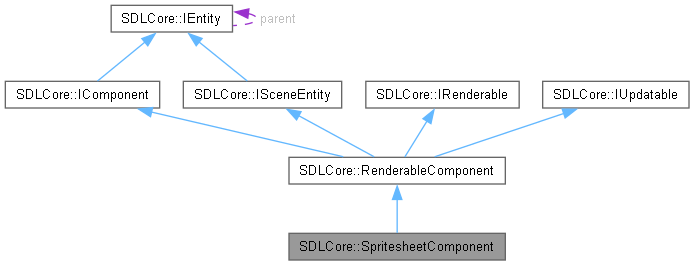 SDLCore::IEntity
parent
SDLCore::IComponent
SDLCore::ISceneEntity
SDLCore::IRenderable
SDLCore::IUpdatable
SDLCore::RenderableComponent
SDLCore::SpritesheetComponent